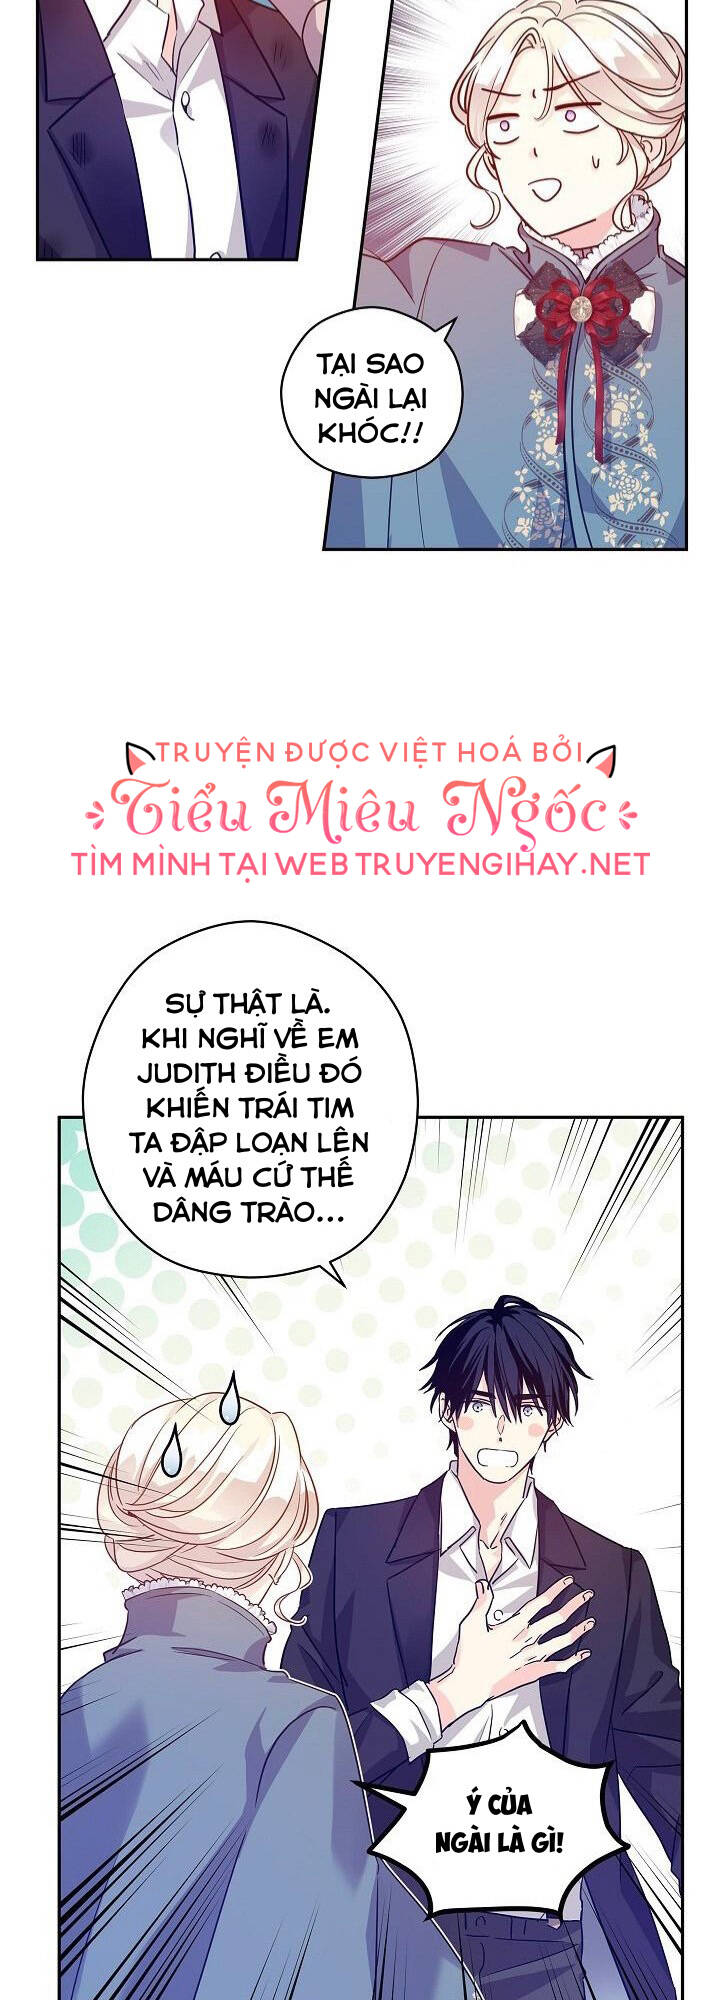 TẠI SAO
NGÀI LẠI
KHÓC!!
TRUYỆN ĐƯỢC VIỆT HOÁ BỞI
Tiểu Miêu Ngốc
TÌM MÌNH TẠI WEB TRUYENGIHAY.NET
SỰ THẬT LÀ.
KHI NGHĨ VỀ EM
JUDITH ĐIỀU ĐÓ
KHIẾN TRÁI TIM
TA ĐẬP LOẠN LÊN
VÀ MÁU CỨ THẾ
DÂNG TRÀO...
Ý CỦA
NGÀI LÀ GÌ!